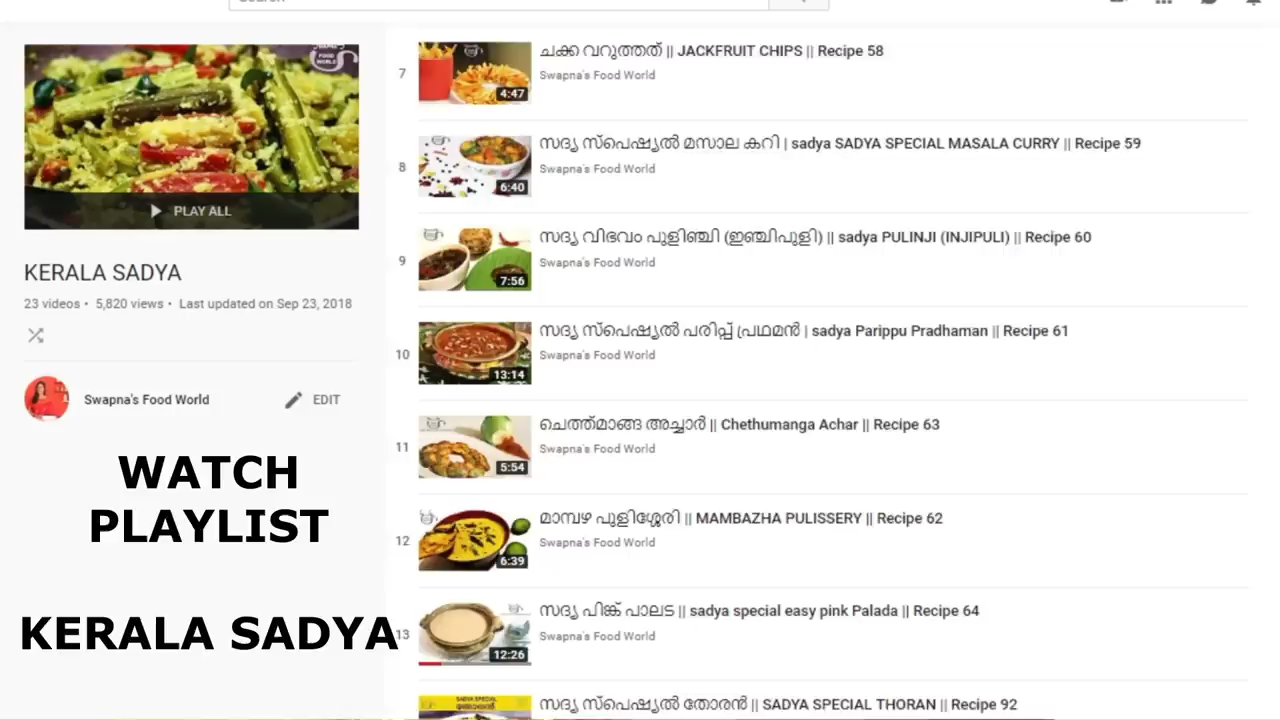 PLAY ALL
KERALA SADYA
23 videos • 5,820 views • Last updated on Sep 23, 2018
Swapna's Food World
EDIT
WATCH
PLAYLIST
KERALA SADYA
7
4:47
ചക്ക വറുത്തത് || JACKFRUIT CHIPS || Recipe 58
Swapna's Food World
8
6:40
സദ്യ സ്പെഷ്യൽ മസാല കറി | sadya SADYA SPECIAL MASALA CURRY || Recipe 59
Swapna's Food World
9
7:56
സദ്യ വിഭവം പുളിഞ്ചി (ഇഞ്ചിപുളി) || sadya PULINJI (INJIPULI) || Recipe 60
Swapna's Food World
10
13:14
സദ്യ സ്പെഷ്യൽ പരിപ്പ് പ്രഥമൻ | sadya Parippu Pradhaman || Recipe 61
Swapna's Food World
11
5:54
ചെത്ത്മാങ്ങ അച്ചാർ || Chethumanga Achar || Recipe 63
Swapna's Food World
12
6:39
മാമ്പഴ പുളിശ്ശേരി || MAMBAZHA PULISSERY || Recipe 62
Swapna's Food World
13
12:26
സദ്യ പിങ്ക് പാലട || sadya special easy pink Palada || Recipe 64
Swapna's Food World
സദ്യ സ്പെഷ്യൽ തോരൻ || SADYA SPECIAL THORAN || Recipe 92